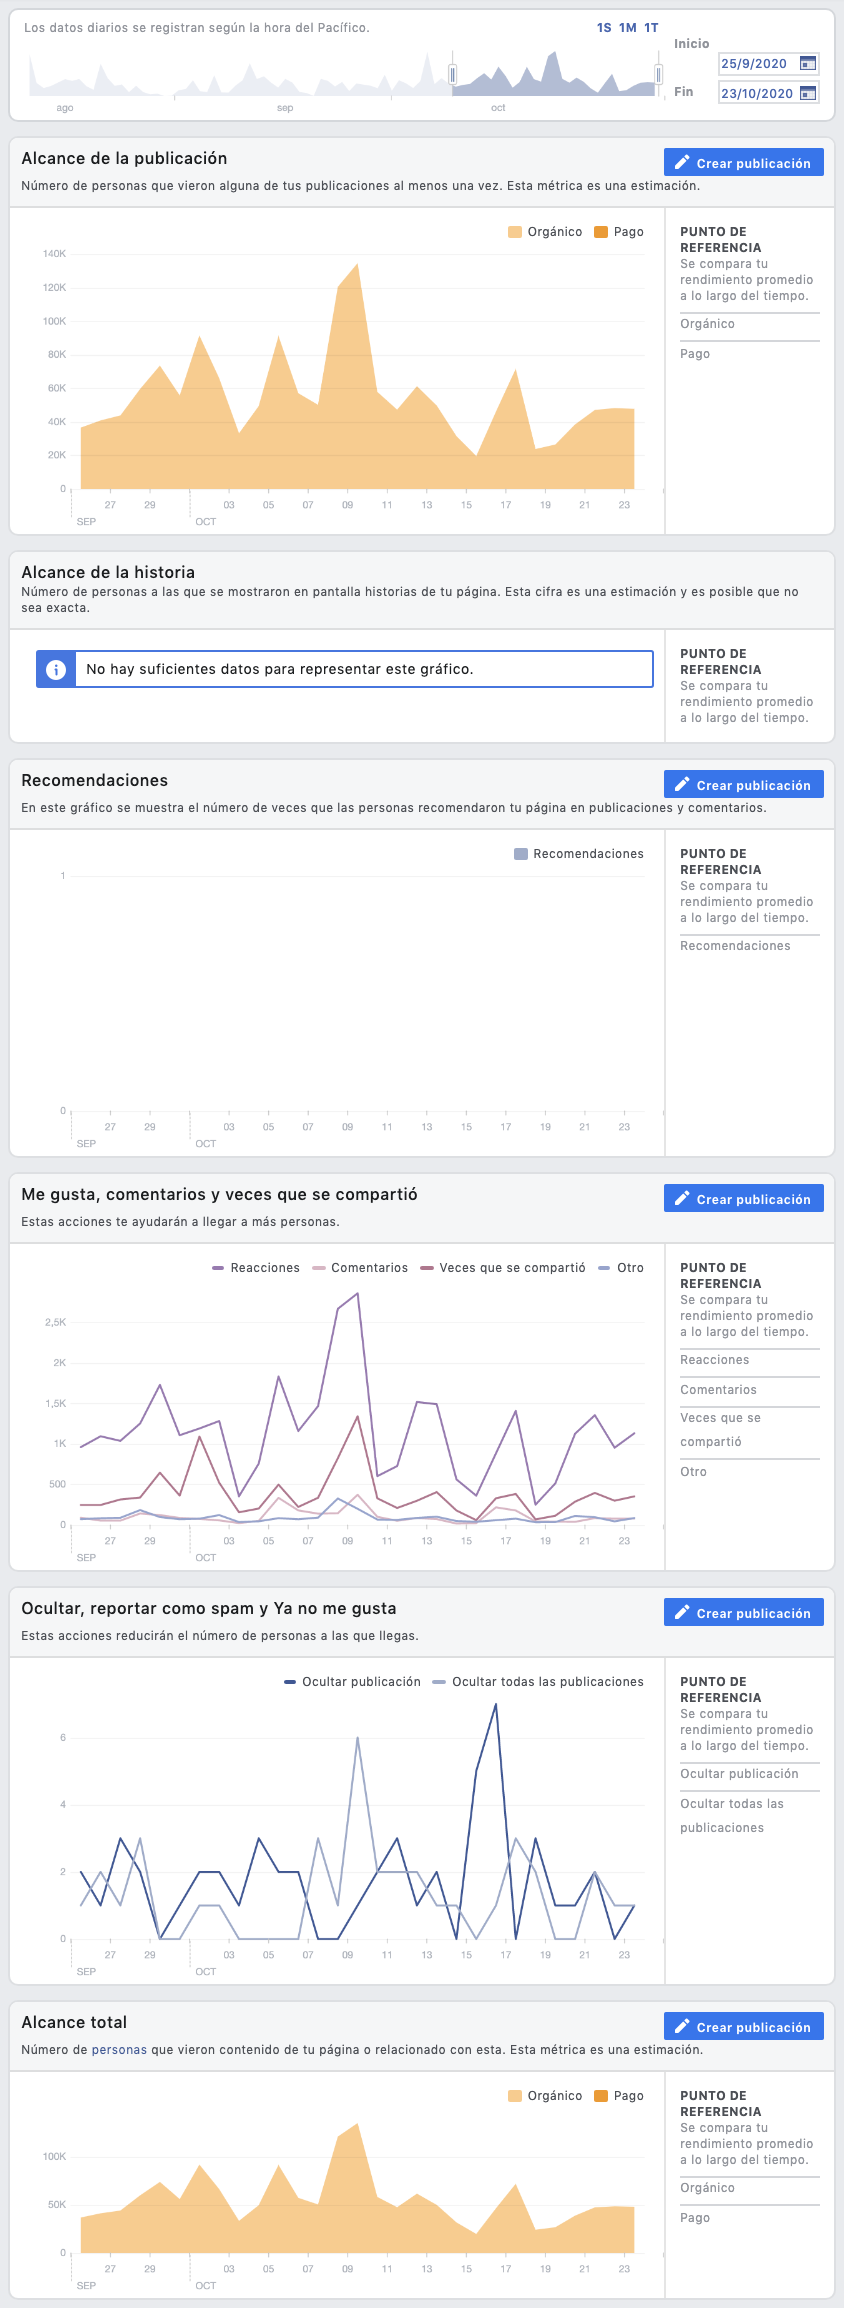 Los datos diarios se registran según la hora del Pacífico.
1S 1M 1T
Inicio
25/9/2020
Fin
23/10/2020
ago
sep
oct
Alcance de la publicación
Crear publicación
Número de personas que vieron alguna de tus publicaciones al menos una vez. Esta métrica es una estimación.
Orgánico
Pago
140K
120K
100K
80K
60K
40K
20K
0
27 29 03 05 07 09 11 13 15 17 19 21 23
SEP OCT
PUNTO DE
REFERENCIA
Se compara tu
rendimiento promedio
a lo largo del tiempo.
Orgánico
Pago
Alcance de la historia
Número de personas a las que se mostraron en pantalla historias de tu página. Esta cifra es una estimación y es posible que no
sea exacta.
No hay suficientes datos para representar este gráfico.
PUNTO DE
REFERENCIA
Se compara tu
rendimiento promedio
a lo largo del tiempo.
Recomendaciones
Crear publicación
En este gráfico se muestra el número de veces que las personas recomendaron tu página en publicaciones y comentarios.
Recomendaciones
1
0
27 29 03 05 07 09 11 13 15 17 19 21 23
SEP OCT
PUNTO DE
REFERENCIA
Se compara tu
rendimiento promedio
a lo largo del tiempo.
Recomendaciones
Me gusta, comentarios y veces que se compartió
Crear publicación
Estas acciones te ayudarán a llegar a más personas.
Reacciones Comentarios Veces que se compartió Otro
2,5K
2K
1,5K
1K
500
0
27 29 03 05 07 09 11 13 15 17 19 21 23
SEP OCT
PUNTO DE
REFERENCIA
Se compara tu
rendimiento promedio
a lo largo del tiempo.
Reacciones
Comentarios
Veces que se
compartió
Otro
Ocultar, reportar como spam y Ya no me gusta
Crear publicación
Estas acciones reducirán el número de personas a las que llegas.
Ocultar publicación Ocultar todas las publicaciones
6
4
2
0
27 29 03 05 07 09 11 13 15 17 19 21 23
SEP OCT
PUNTO DE
REFERENCIA
Se compara tu
rendimiento promedio
a lo largo del tiempo.
Ocultar publicación
Ocultar todas las
publicaciones
Alcance total
Crear publicación
Número de personas que vieron contenido de tu página o relacionado con esta. Esta métrica es una estimación.
Orgánico Pago
100K
50K
0
27 29 03 05 07 09 11 13 15 17 19 21 23
SEP OCT
PUNTO DE
REFERENCIA
Se compara tu
rendimiento promedio
a lo largo del tiempo.
Orgánico
Pago